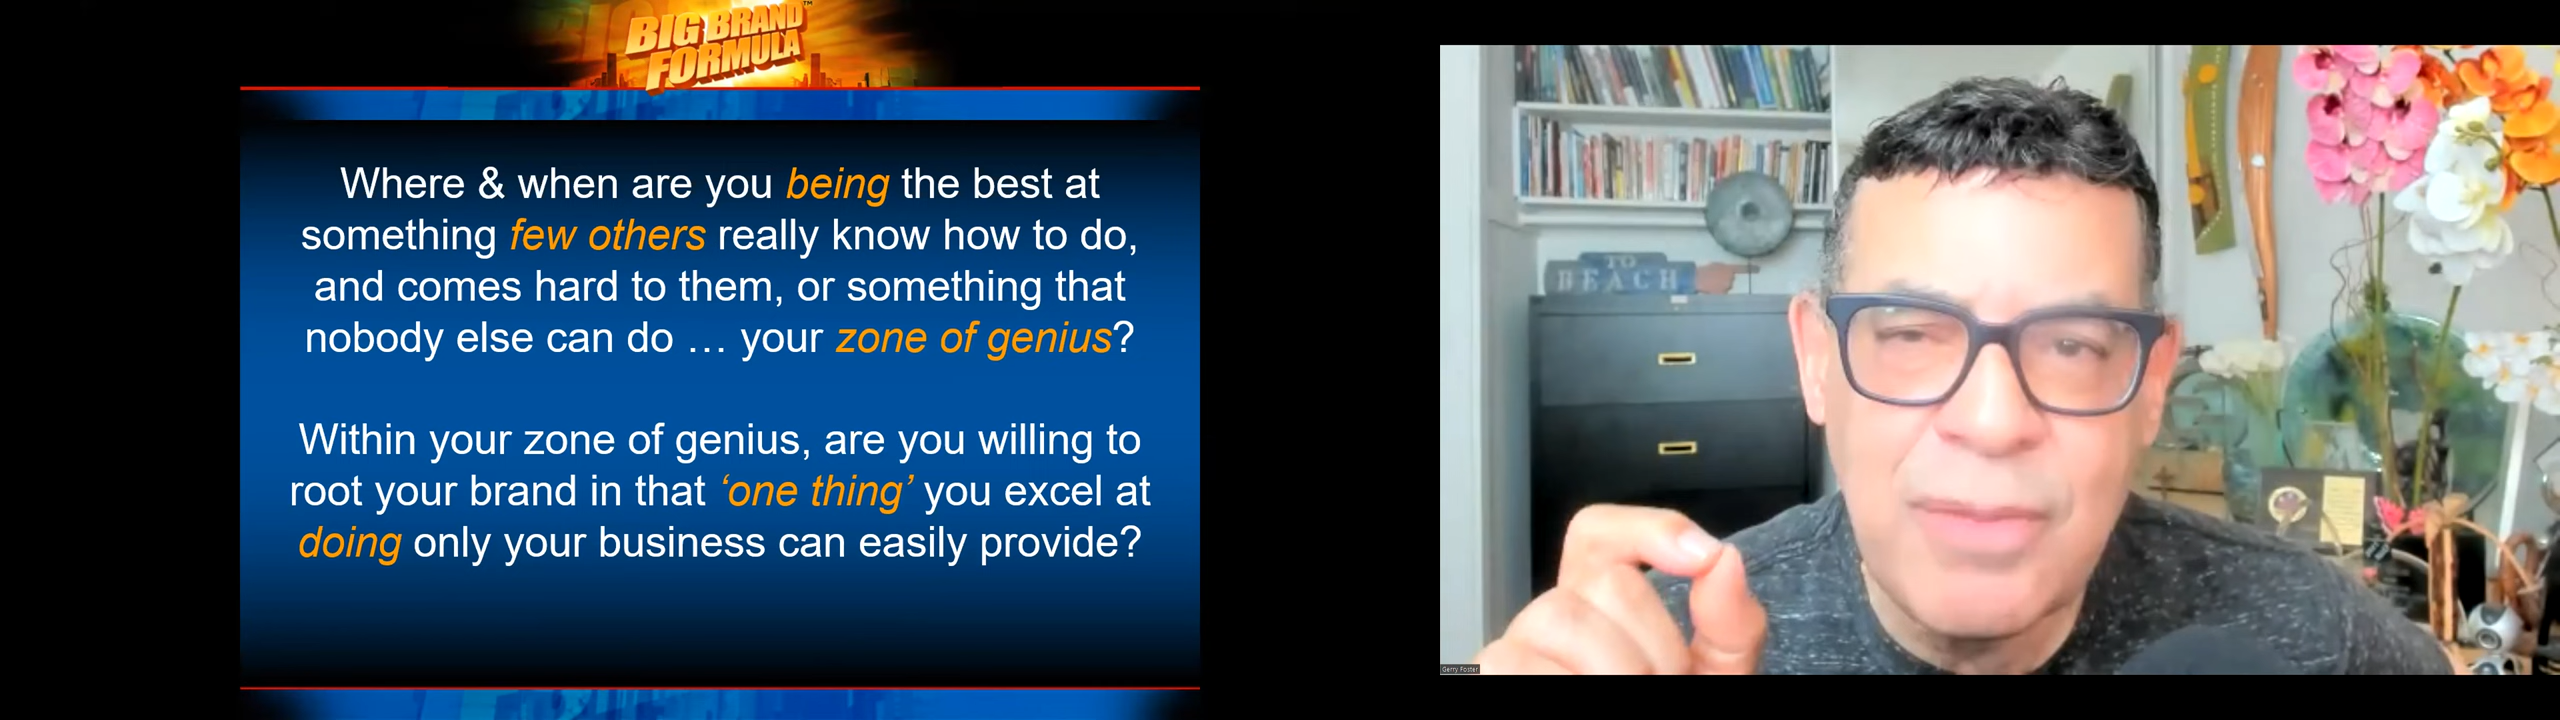 BIG BRAND
FORMULA™
Where & when are you being the best at
something few others really know how to do,
and comes hard to them, or something that
nobody else can do … your zone of genius?
Within your zone of genius, are you willing to
root your brand in that ‘one thing’ you excel at
doing only your business can easily provide?
TO
BEACH
Gerry Foster